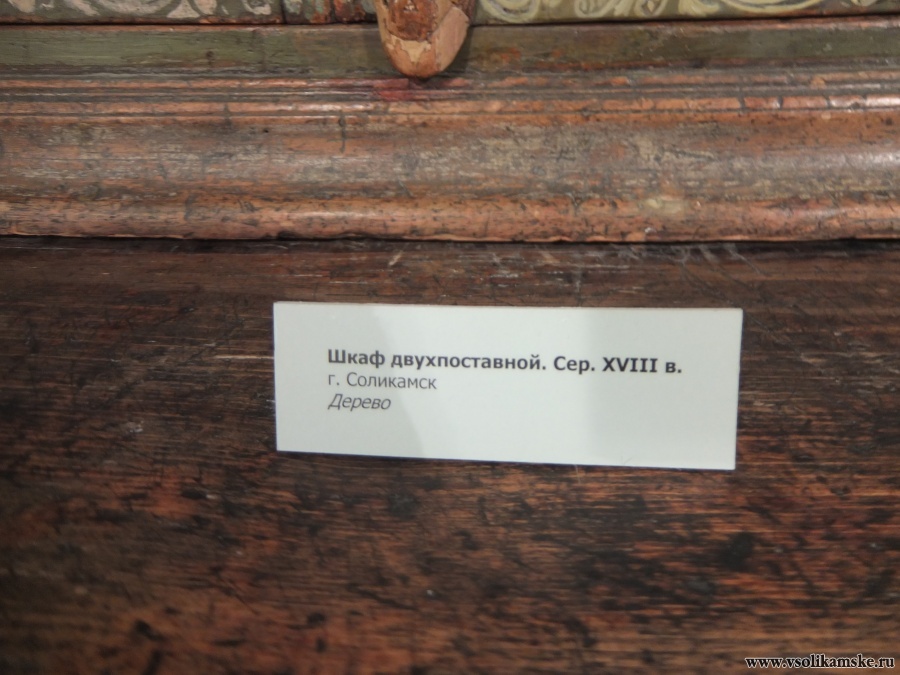 Шкаф двухпоставной. Сер. XVIII в.
г. Соликамск
Дерево
www.vsolikamske.ru